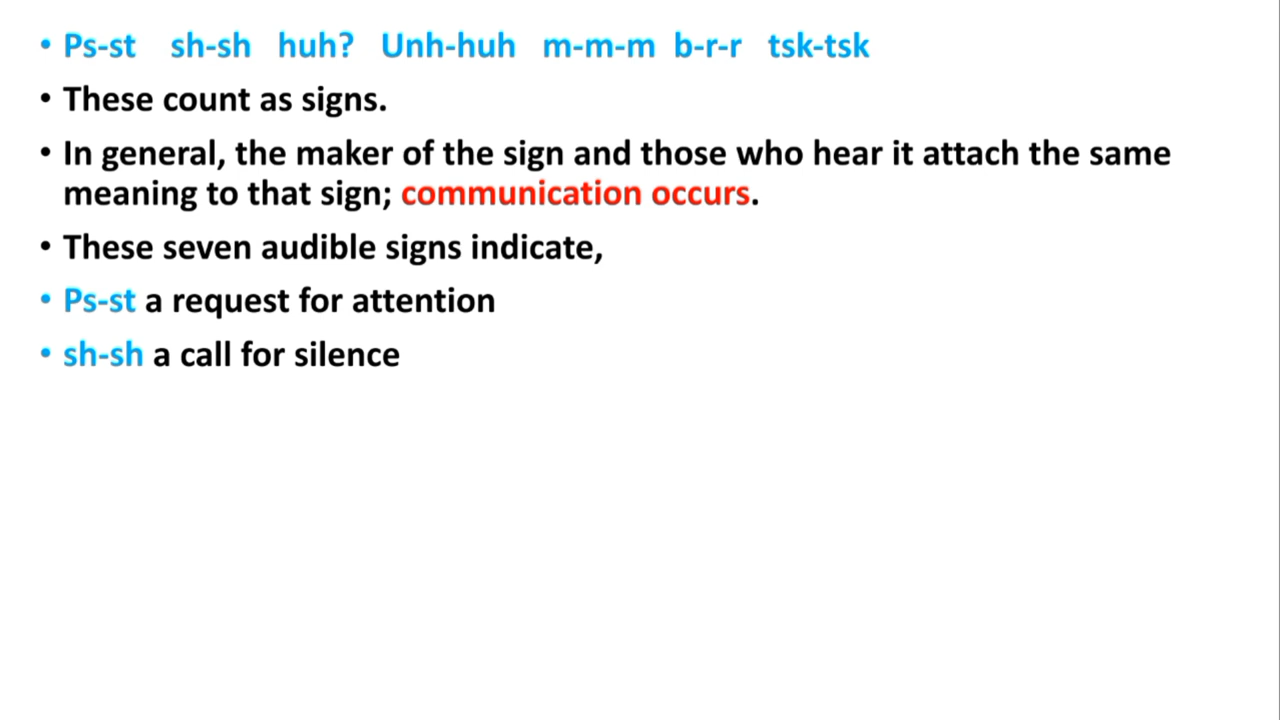 • Ps-st sh-sh huh? Unh-huh m-m-m b-r-r tsk-tsk
• These count as signs.
• In general, the maker of the sign and those who hear it attach the same
meaning to that sign; communication occurs.
• These seven audible signs indicate,
• Ps-st a request for attention
• sh-sh a call for silence